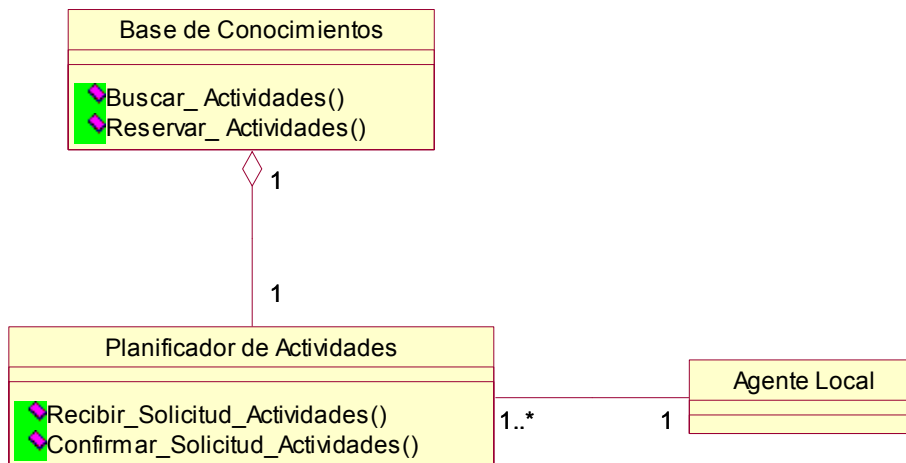 Base de Conocimientos
Buscar_ Actividades()
Reservar_ Actividades()
1
1
Planificador de Actividades
Recibir_Solicitud_Actividades()
Confirmar_Solicitud_Actividades()
1..*
1
Agente Local